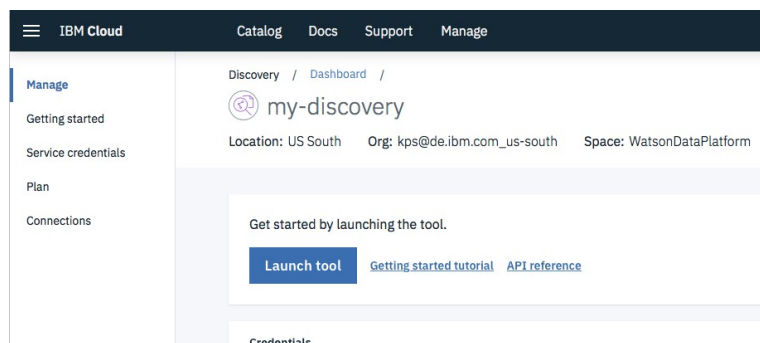 IBM Cloud Catalog Docs Support Manage
Manage
Getting started
Service credentials
Plan
Connections
Discovery / Dashboard /
my-discovery
Location: US South Org: kps@de.ibm.com_us-south Space: WatsonDataPlatform
Get started by launching the tool.
Launch tool Getting started tutorial API reference
Credentials